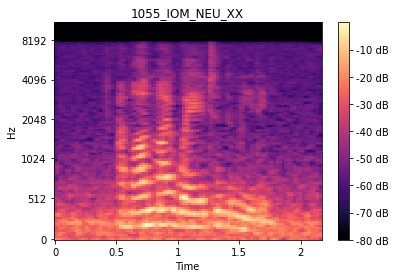 1055_IOM_NEU_XX
8192
4096
2048
1024
512
0
Hz
0
0.5
1
1.5
2
Time
-10 dB
-20 dB
-30 dB
-40 dB
-50 dB
-60 dB
-70 dB
-80 dB